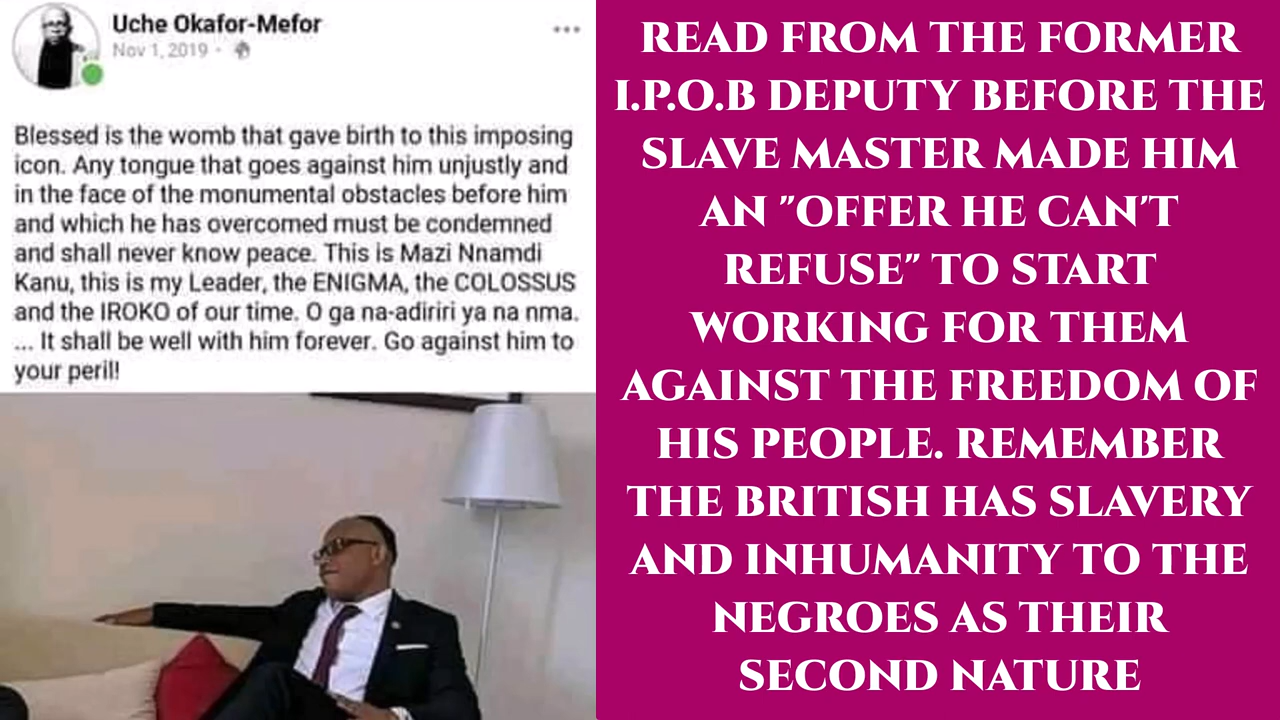 Uche Okafor-Mefor
Nov 1, 2019 ·
Blessed is the womb that gave birth to this imposing
icon. Any tongue that goes against him unjustly and
in the face of the monumental obstacles before him
and which he has overcomed must be condemned
and shall never know peace. This is Mazi Nnamdi
Kanu, this is my Leader, the ENIGMA, the COLOSSUS
and the IROKO of our time. O ga na-adiriri ya na nma.
... It shall be well with him forever. Go against him to
your peril!
READ FROM THE FORMER
I.P.O.B DEPUTY BEFORE THE
SLAVE MASTER MADE HIM
AN "OFFER HE CAN'T
REFUSE" TO START
WORKING FOR THEM
AGAINST THE FREEDOM OF
HIS PEOPLE. REMEMBER
THE BRITISH HAS SLAVERY
AND INHUMANITY TO THE
NEGROES AS THEIR
SECOND NATURE